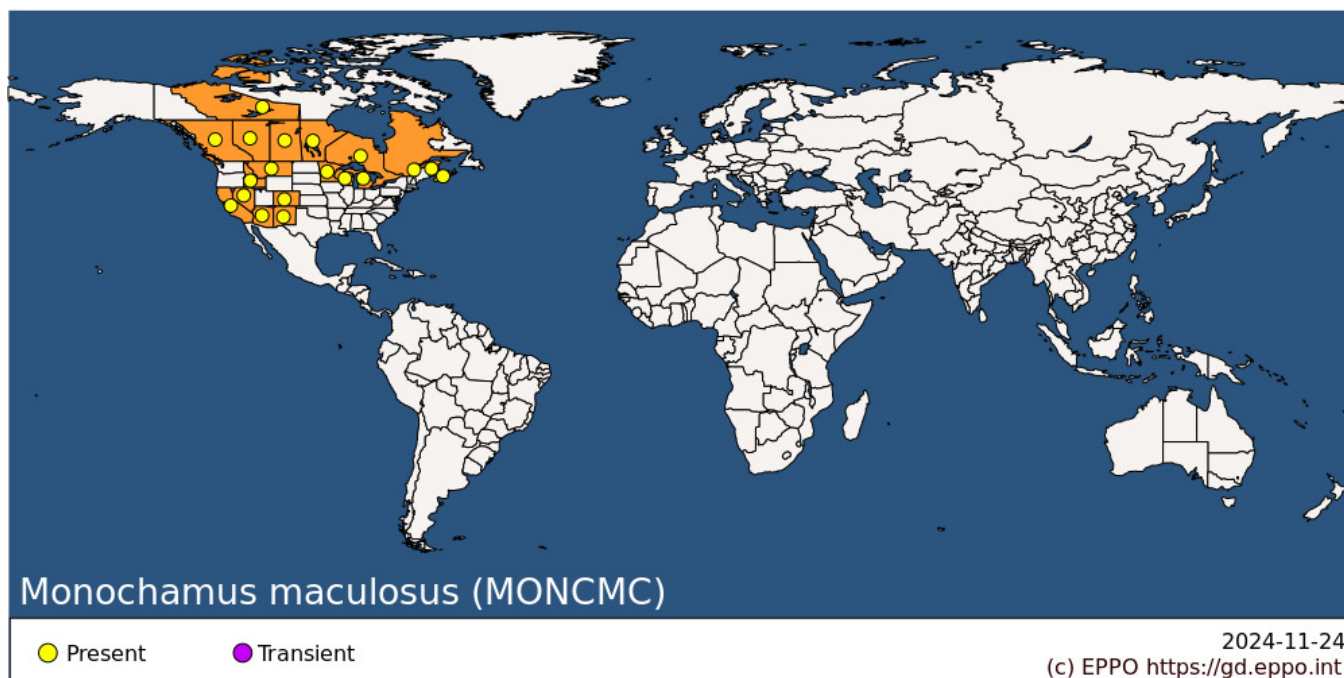 Monochamus maculosus (MONCMC)
Present
Transient
2024-11-24
(c) EPPO https://gd.eppo.int